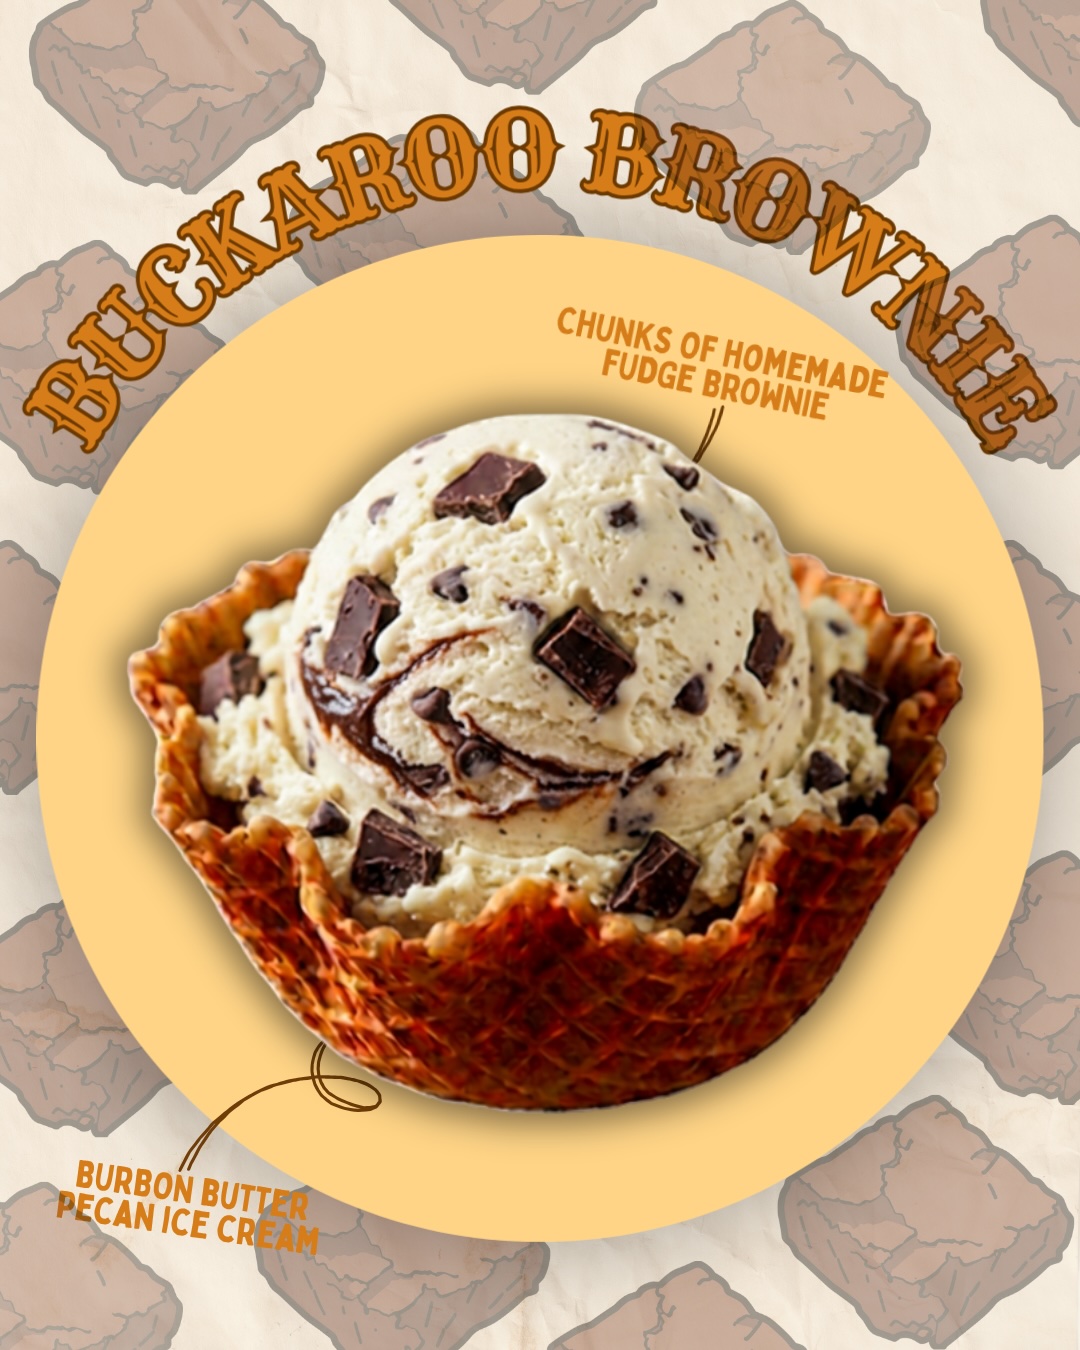 BUCKAROO BROWNIE
CHUNKS OF HOMEMADE
FUDGE BROWNIE
BURBON BUTTER
PECAN ICE CREAM